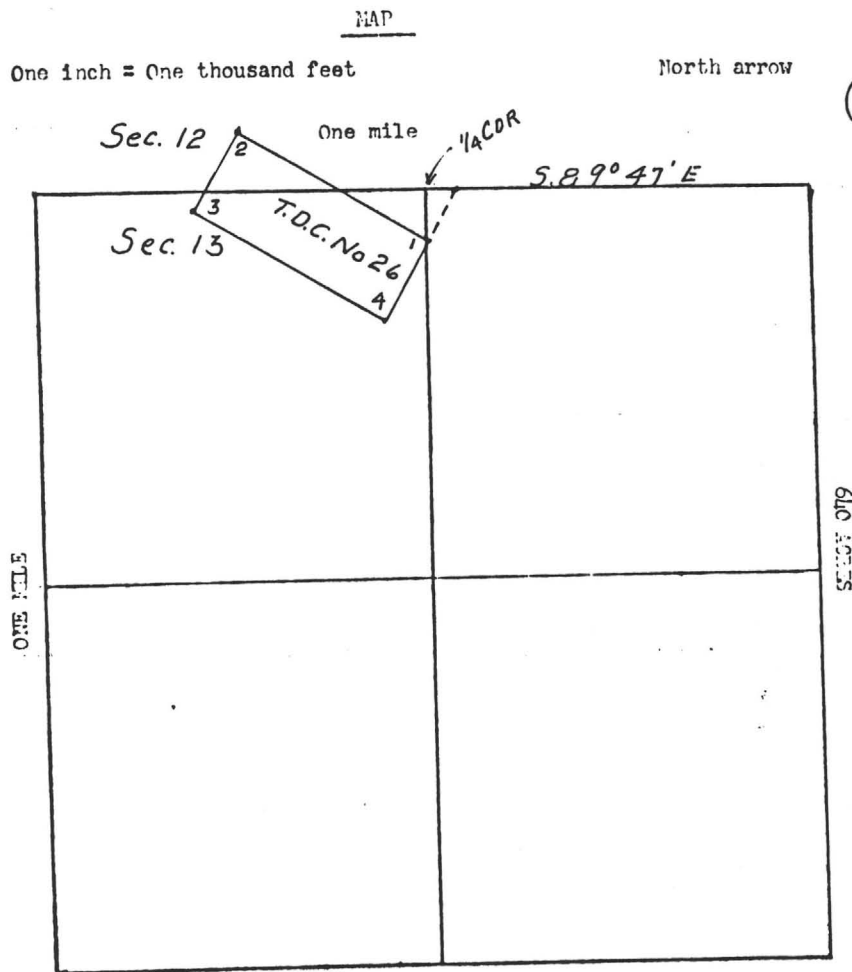 MAP
One inch = One thousand feet
North arrow
Sec. 12
One mile
1/4 COR
2
S. 89° 47' E
3
T.D.C. No 26
1
Sec. 13
4
ONE MILE
640 ACRES